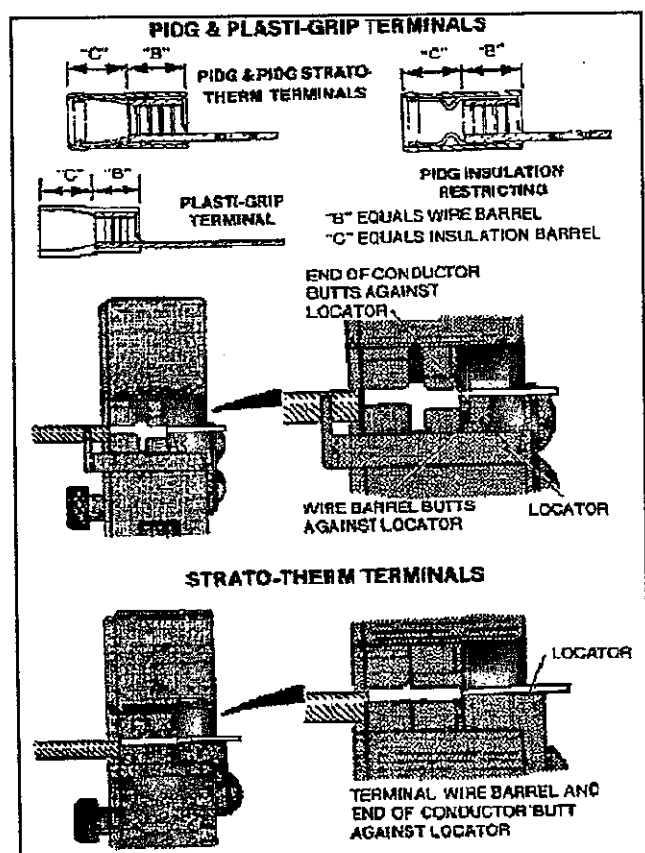 PIDG & PLASTI-GRIP TERMINALS
"C" "B"
PIDG & PIDG STRATO-
THERM TERMINALS
"C" "B"
PIDG INSULATION
RESTRICTING
"C" "B"
PLASTI-GRIP
TERMINAL
"B" EQUALS WIRE BARREL
"C" EQUALS INSULATION BARREL
END OF CONDUCTOR
BUTTS AGAINST
LOCATOR
WIRE BARREL BUTTS
AGAINST LOCATOR
LOCATOR
STRATO-THERM TERMINALS
LOCATOR
TERMINAL WIRE BARREL AND
END OF CONDUCTOR BUTT
AGAINST LOCATOR